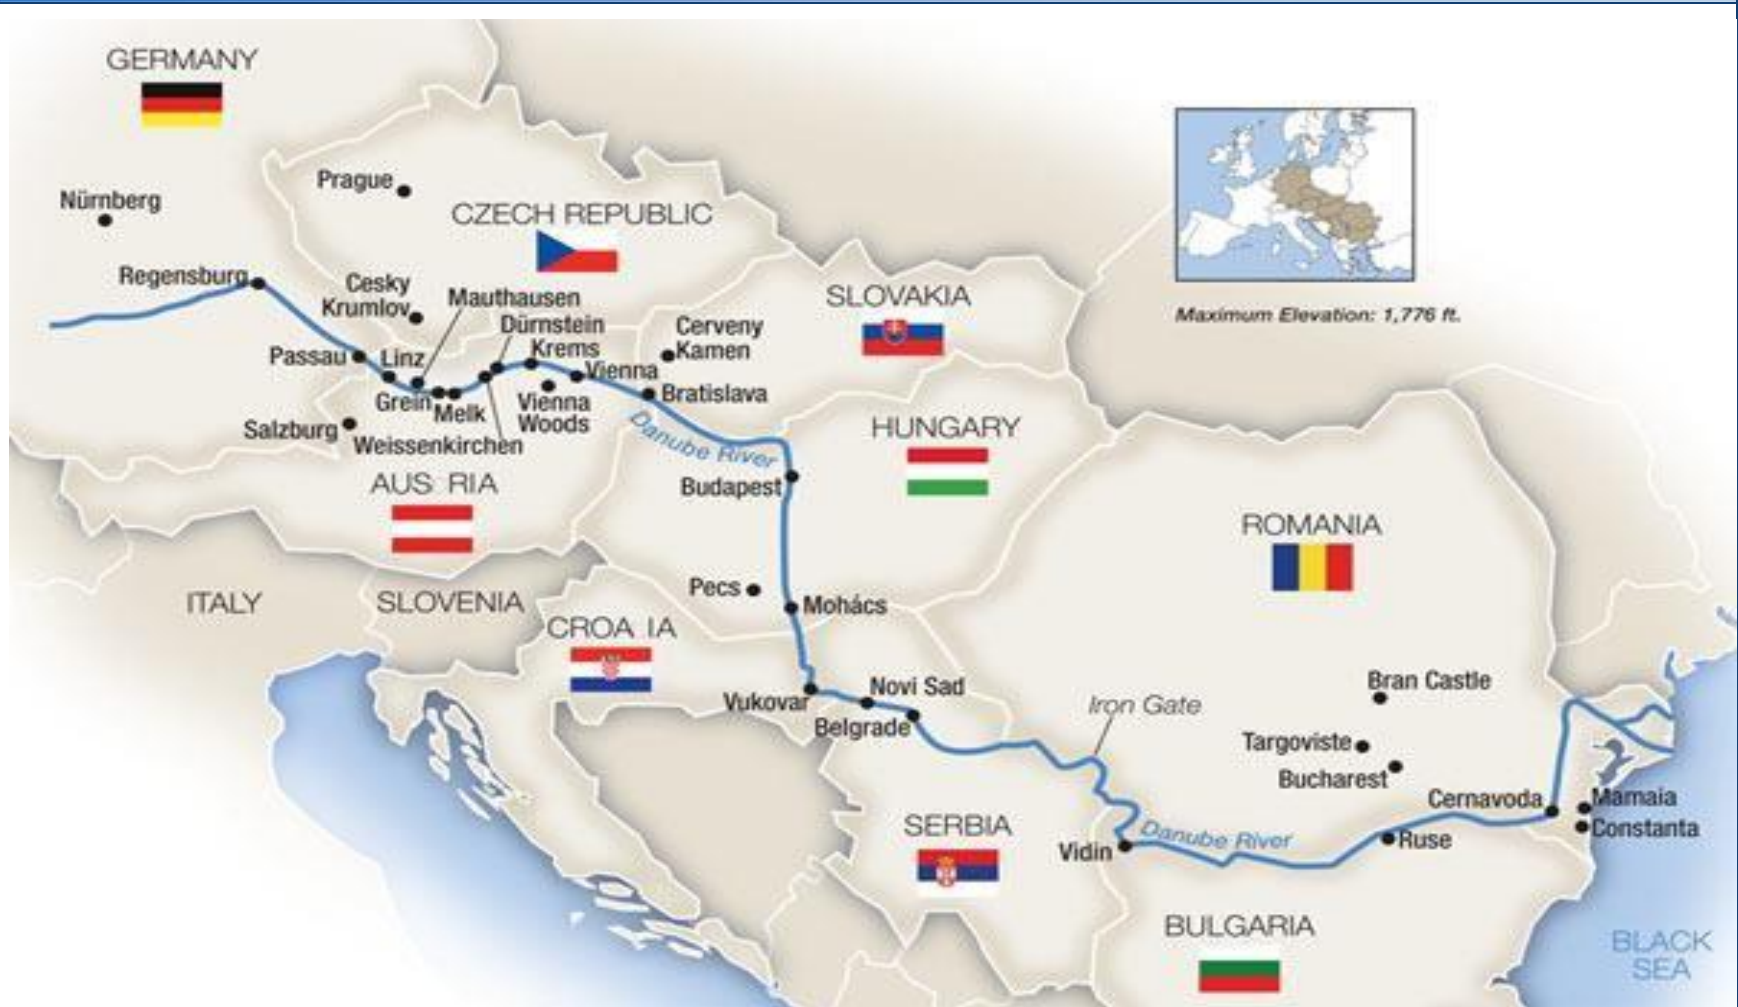 GERMANY
Nürnberg
Prague
CZECH REPUBLIC
Regensburg
Cesky
Krumlov
Mauthausen
Dürnstein
Krems
Passau
Linz
Vienna
Cerveny
Kamen
SLOVAKIA
Maximum Elevation: 1,776 ft.
Grein
Melk
Vienna
Woods
Bratislava
Salzburg
Weissenkirchen
Danube River
HUNGARY
AUS RIA
Budapest
ROMANIA
ITALY
SLOVENIA
Pecs
Mohács
CROA IA
Vukovar
Novi Sad
Belgrade
Iron Gate
Bran Castle
Targoviste
Bucharest
Cernavoda
Mamaia
Constanta
SERBIA
Vidin
Danube River
Ruse
BULGARIA
BLACK
SEA